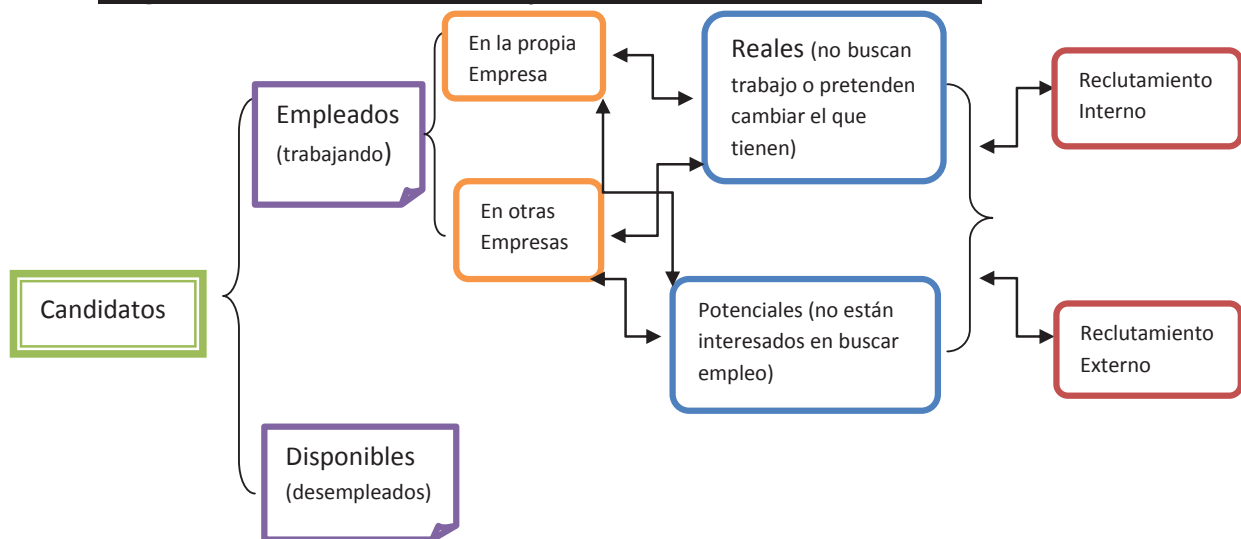 Candidatos
Empleados
(trabajando)
Disponibles
(desempleados)
En la propia
Empresa
En otras
Empresas
Reales (no buscan
trabajo o pretenden
cambiar el que
tienen)
Potenciales (no están
interesados en buscar
empleo)
Reclutamiento
Interno
Reclutamiento
Externo